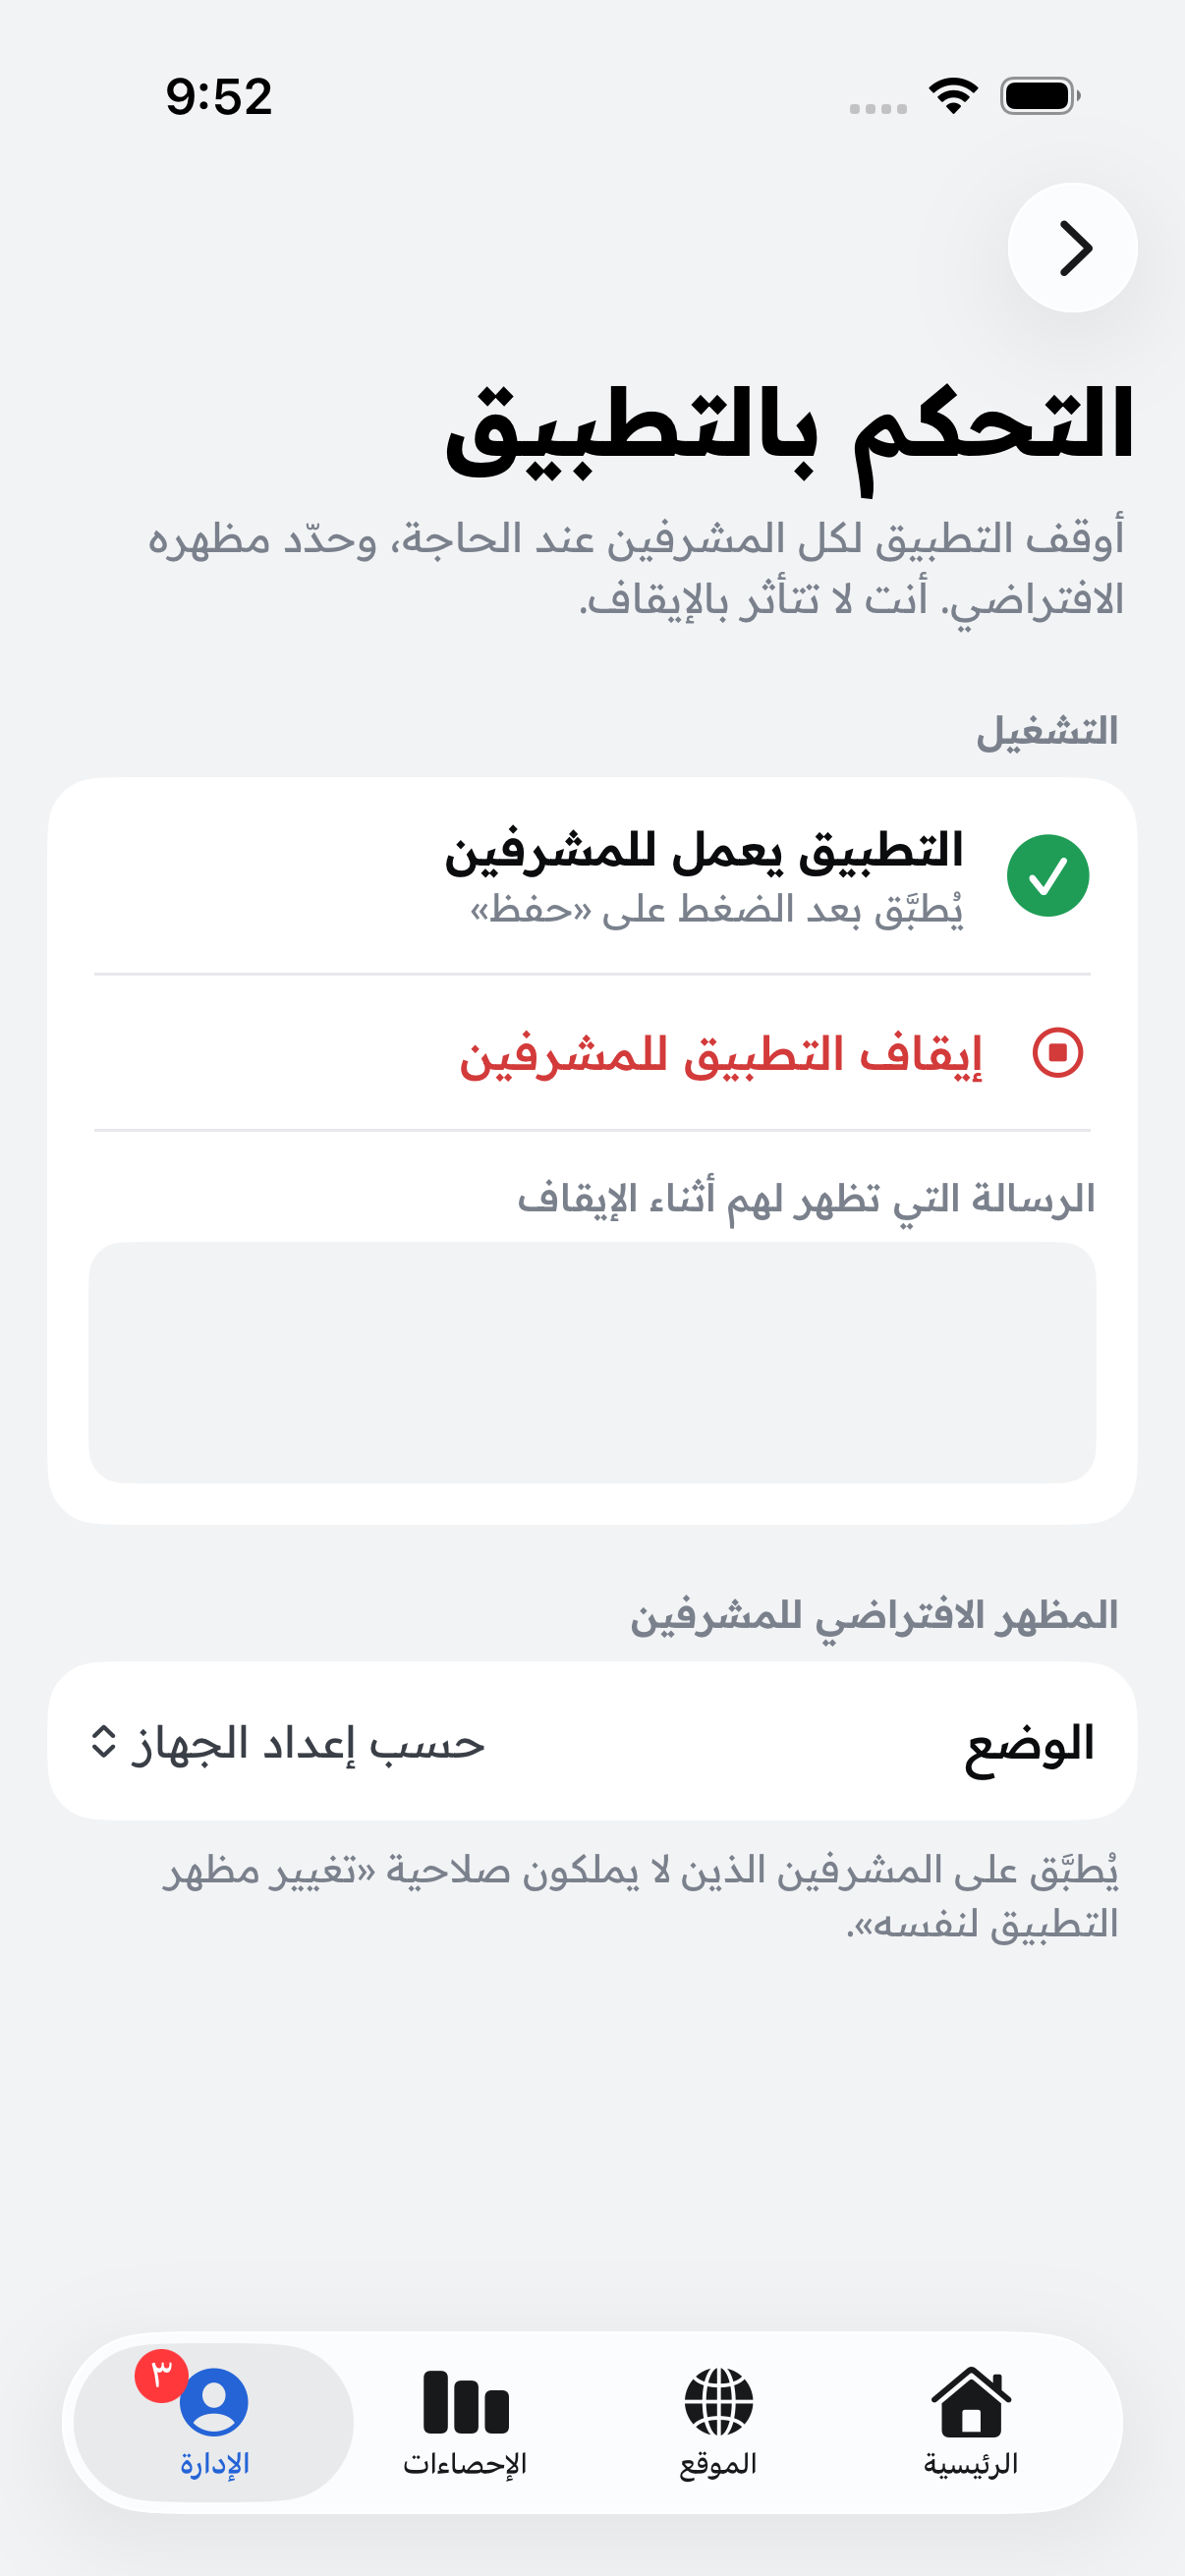 9:52
التحكم بالتطبيق
أوقف التطبيق لكل المشرفين عند الحاجة، وحدّد مظهره
الافتراضي. أنت لا تتأثر بالإيقاف.
التشغيل
التطبيق يعمل للمشرفين
يُطبَّق بعد الضغط على «حفظ»
إيقاف التطبيق للمشرفين
الرسالة التي تظهر لهم أثناء الإيقاف
المظهر الافتراضي للمشرفين
الوضع
حسب إعداد الجهاز
يُطبَّق على المشرفين الذين لا يملكون صلاحية «تغيير مظهر
التطبيق لنفسه».
الرئيسية
الموقع
الإحصاءات
٣
الإدارة